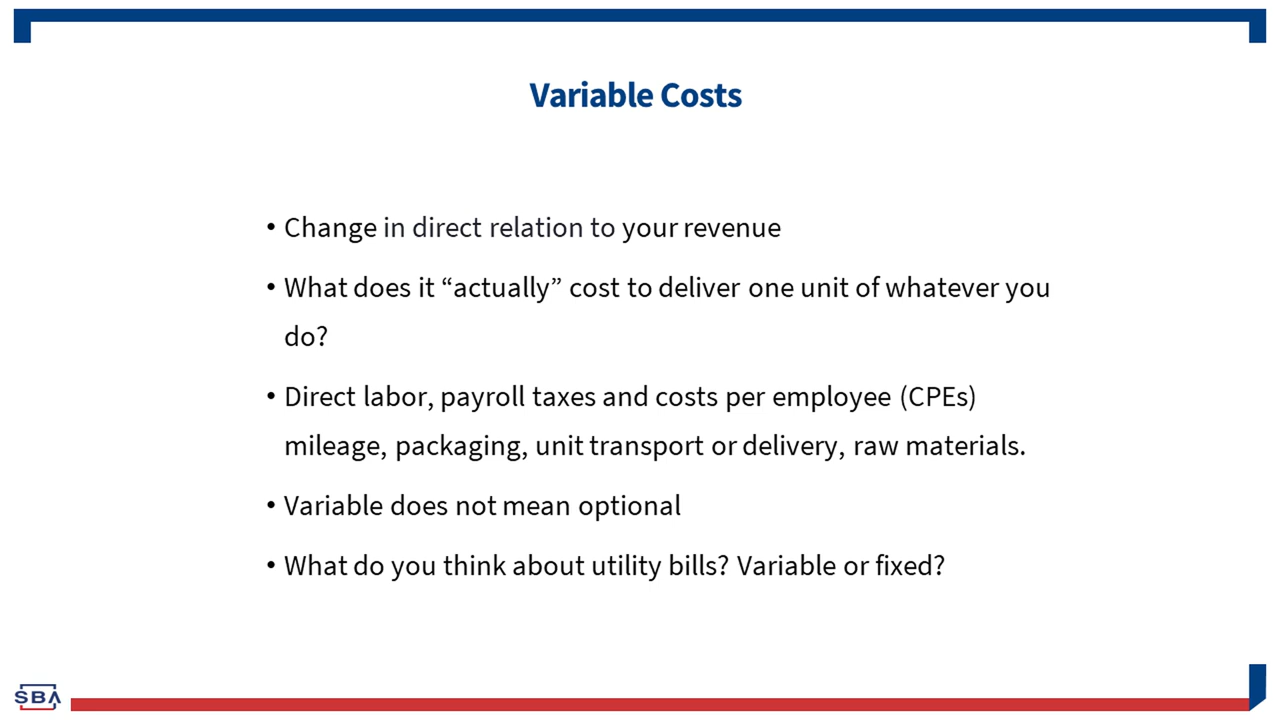 Variable Costs
• Change in direct relation to your revenue
• What does it “actually” cost to deliver one unit of whatever you
do?
• Direct labor, payroll taxes and costs per employee (CPEs)
mileage, packaging, unit transport or delivery, raw materials.
• Variable does not mean optional
• What do you think about utility bills? Variable or fixed?
SBA